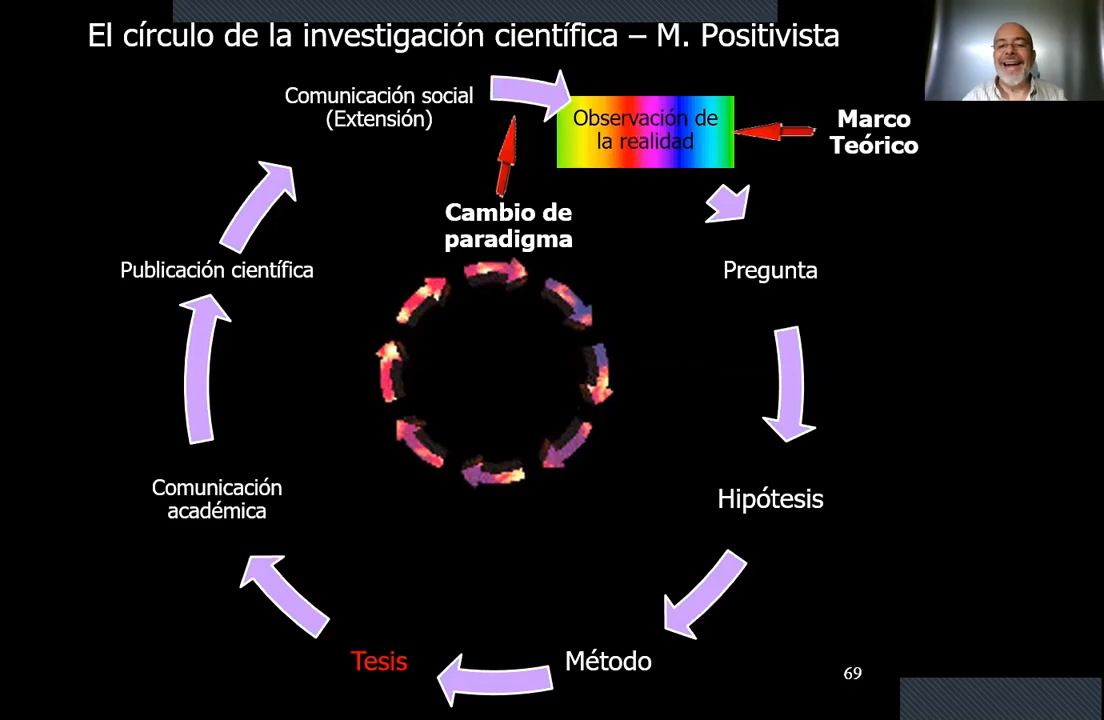 El círculo de la investigación científica – M. Positivista
Comunicación social
(Extensión)
Observación de
la realidad
Marco
Teórico
Cambio de
paradigma
Publicación científica
Pregunta
Comunicación
académica
Hipótesis
Tesis
Método
69